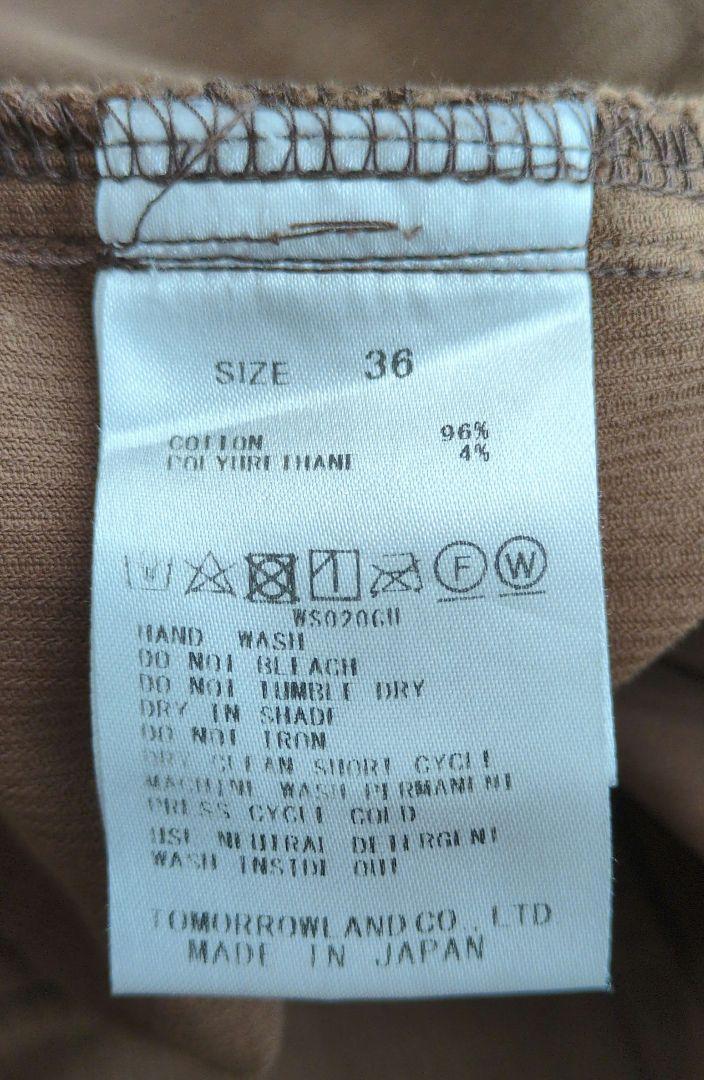 SIZE 36
COTTON 96%
POLYURETHANE 4%
F W
WS020GU
HAND WASH
DO NOT BLEACH
DO NOT TUMBLE DRY
DRY IN SHADE
DO NOT IRON
DRY CLEAN SHORT CYCLE
MACHINE WASH PERMANENT
PRESS CYCLE COLD
USE NEUTRAL DETERGENT
WASH INSIDE OUT
TOMORROWLAND CO., LTD
MADE IN JAPAN